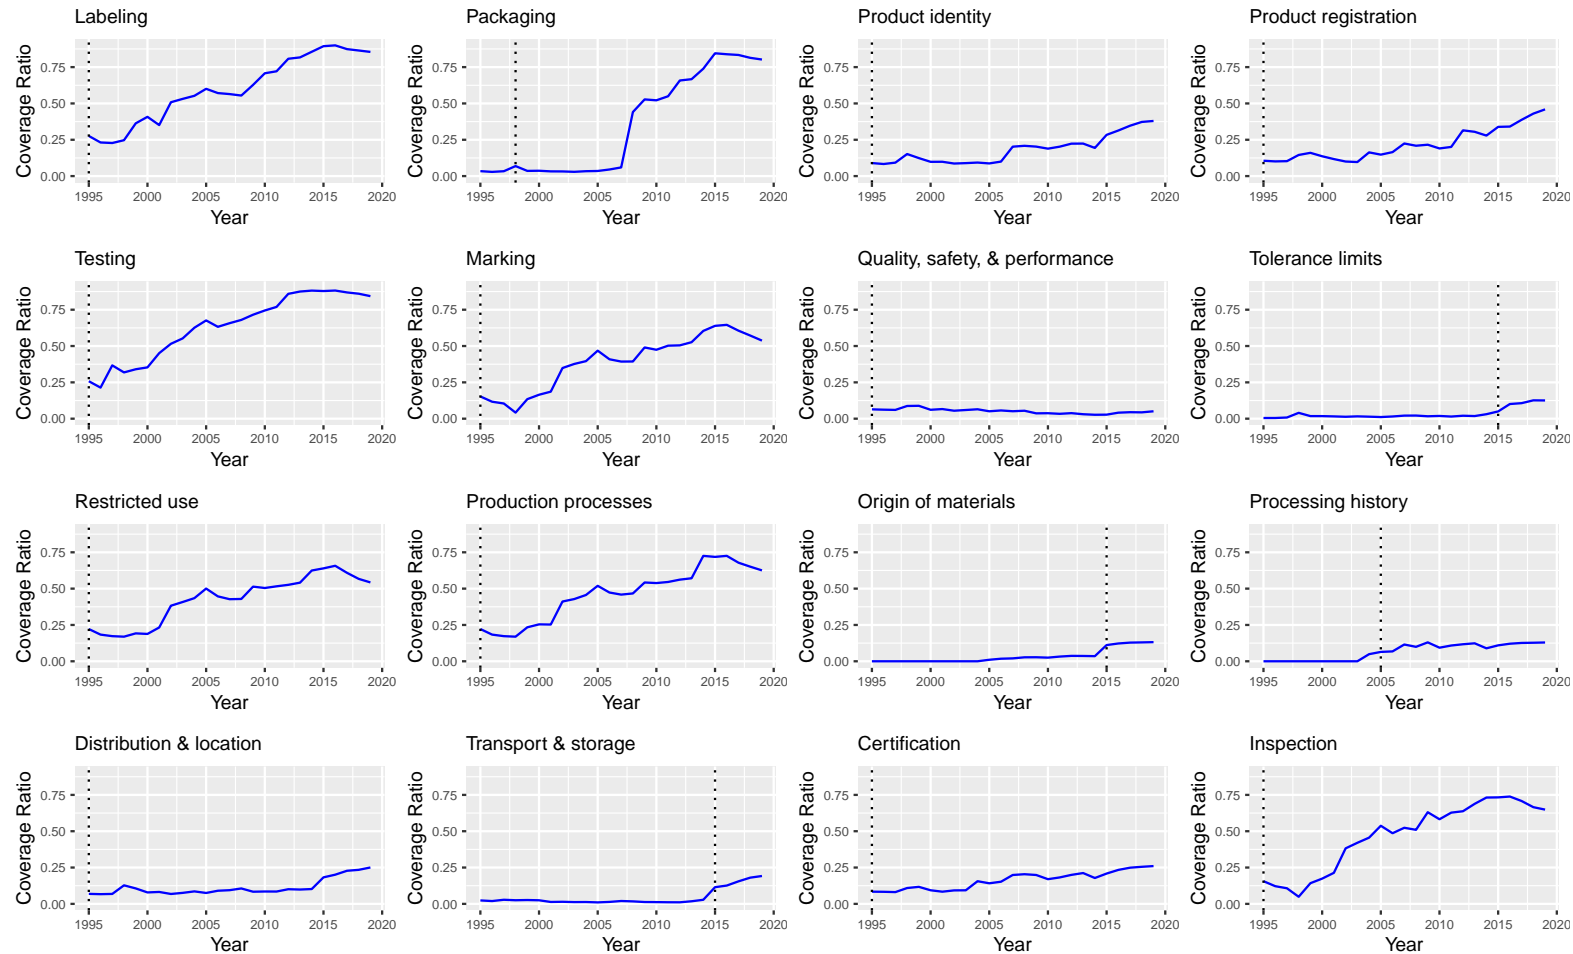 Labeling
Packaging
Product identity
Product registration
Coverage Ratio
0.75
0.50
0.25
0.00
1995 2000 2005 2010 2015 2020
Year
Coverage Ratio
0.75
0.50
0.25
0.00
1995 2000 2005 2010 2015 2020
Year
Coverage Ratio
0.75
0.50
0.25
0.00
1995 2000 2005 2010 2015 2020
Year
Coverage Ratio
0.75
0.50
0.25
0.00
1995 2000 2005 2010 2015 2020
Year
Testing
Marking
Quality, safety, & performance
Tolerance limits
Coverage Ratio
0.75
0.50
0.25
0.00
1995 2000 2005 2010 2015 2020
Year
Coverage Ratio
0.75
0.50
0.25
0.00
1995 2000 2005 2010 2015 2020
Year
Coverage Ratio
0.75
0.50
0.25
0.00
1995 2000 2005 2010 2015 2020
Year
Coverage Ratio
0.75
0.50
0.25
0.00
1995 2000 2005 2010 2015 2020
Year
Restricted use
Production processes
Origin of materials
Processing history
Coverage Ratio
0.75
0.50
0.25
0.00
1995 2000 2005 2010 2015 2020
Year
Coverage Ratio
0.75
0.50
0.25
0.00
1995 2000 2005 2010 2015 2020
Year
Coverage Ratio
0.75
0.50
0.25
0.00
1995 2000 2005 2010 2015 2020
Year
Coverage Ratio
0.75
0.50
0.25
0.00
1995 2000 2005 2010 2015 2020
Year
Distribution & location
Transport & storage
Certification
Inspection
Coverage Ratio
0.75
0.50
0.25
0.00
1995 2000 2005 2010 2015 2020
Year
Coverage Ratio
0.75
0.50
0.25
0.00
1995 2000 2005 2010 2015 2020
Year
Coverage Ratio
0.75
0.50
0.25
0.00
1995 2000 2005 2010 2015 2020
Year
Coverage Ratio
0.75
0.50
0.25
0.00
1995 2000 2005 2010 2015 2020
Year